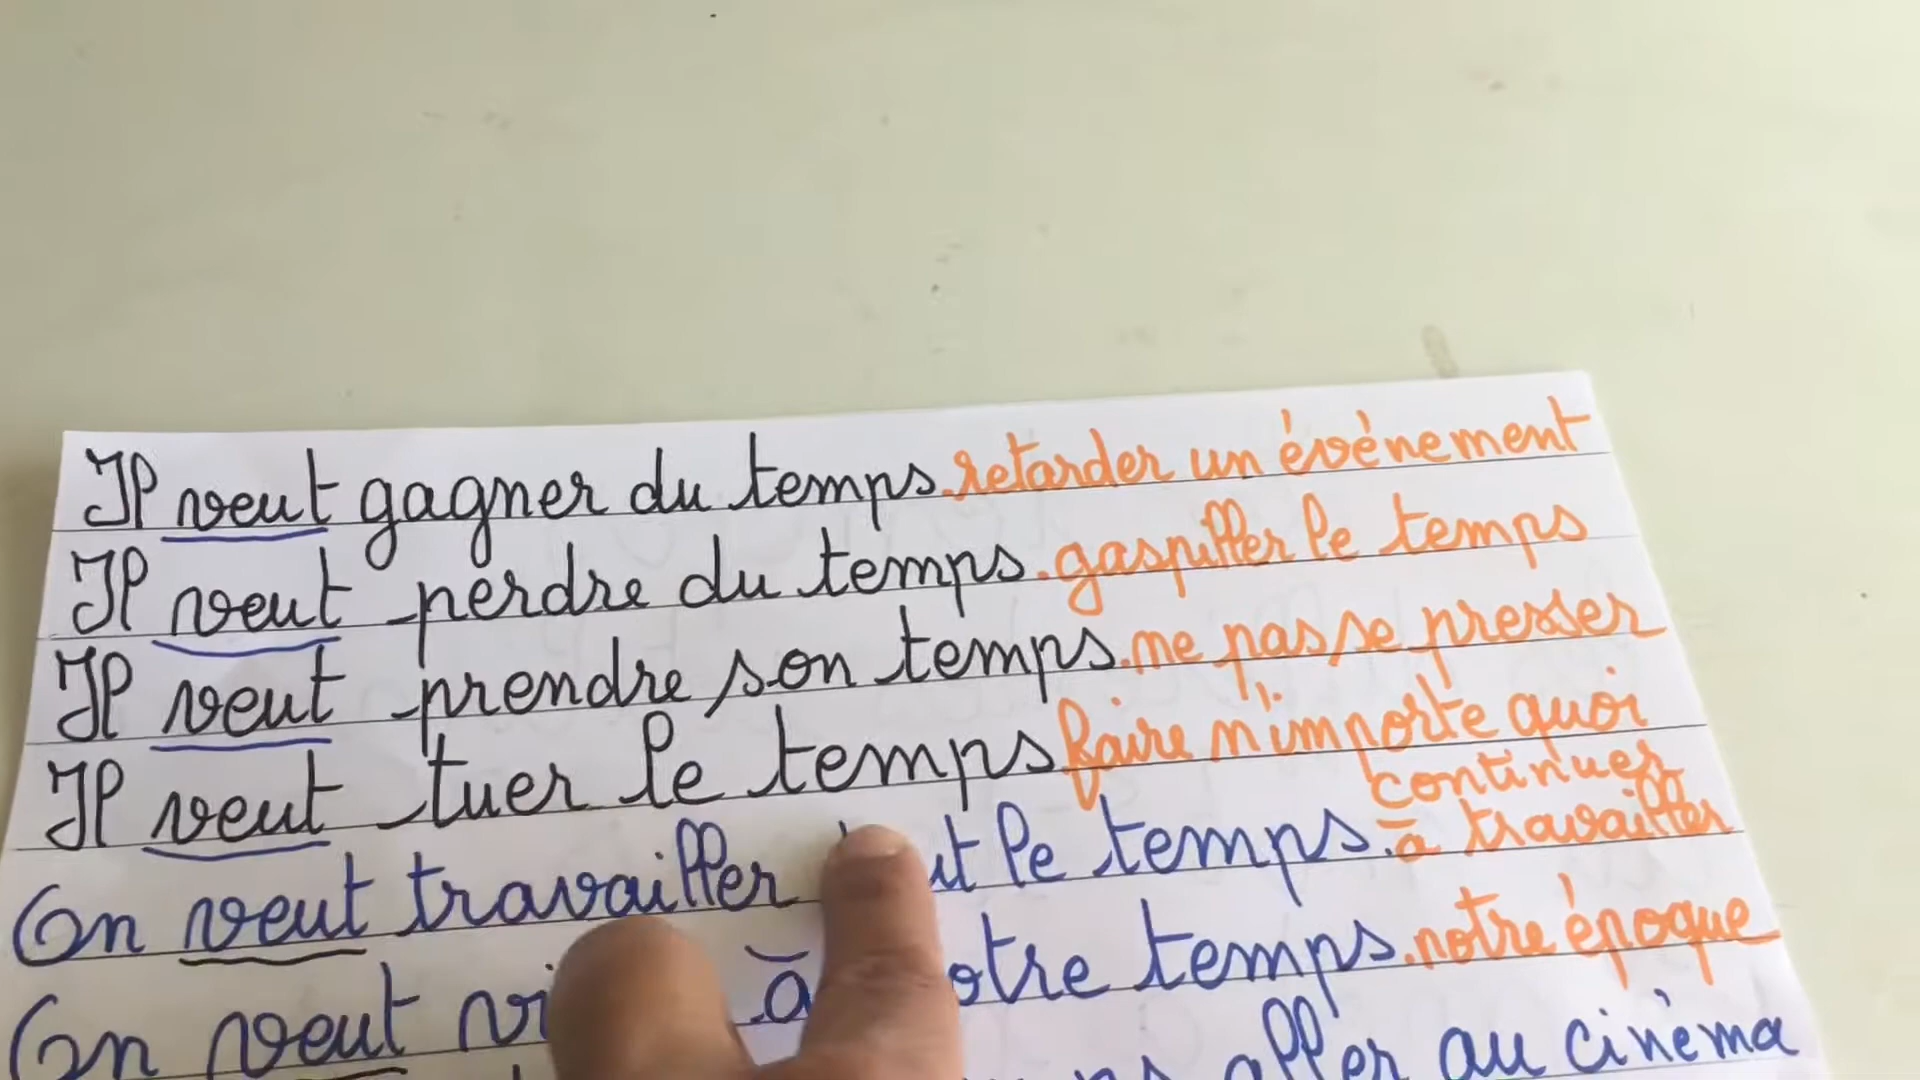 Il veut gagner du temps. retarder un événement
Il veut perdre du temps. gaspiller le temps
Il veut prendre son temps. ne pas se presser
Il veut tuer le temps faire n'importe quoi
On veut travailler le temps. continuer à travailler
On veut à temps. notre époque
On veut aller au cinéma